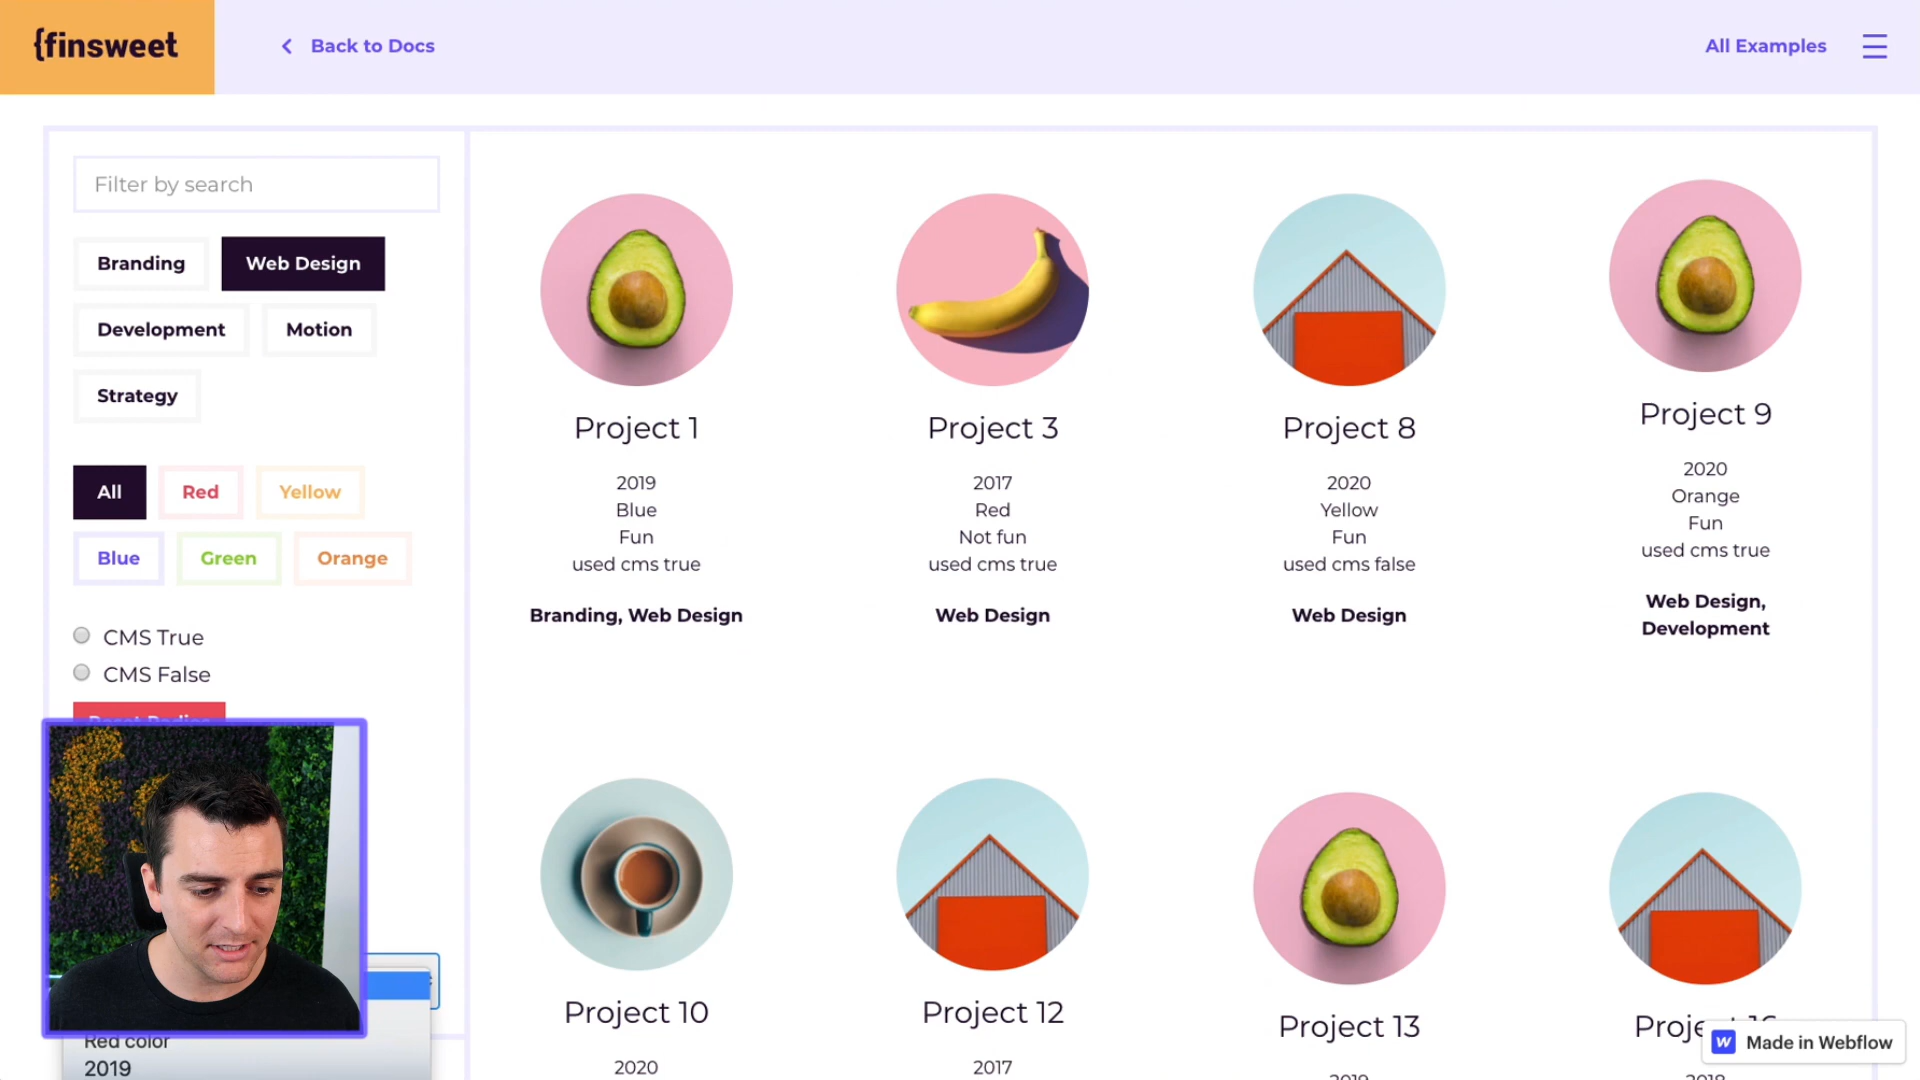 {finsweet
Back to Docs
All Examples
Filter by search
Branding
Web Design
Development
Motion
Strategy
All
Red
Yellow
Blue
Green
Orange
CMS True
CMS False
Red color
2019
Project 1
2019
Blue
Fun
used cms true
Branding, Web Design
Project 3
2017
Red
Not fun
used cms true
Web Design
Project 8
2020
Yellow
Fun
used cms false
Web Design
Project 9
2020
Orange
Fun
used cms true
Web Design,
Development
Project 10
2020
Project 12
2017
Project 13
2019
W Made in Webflow